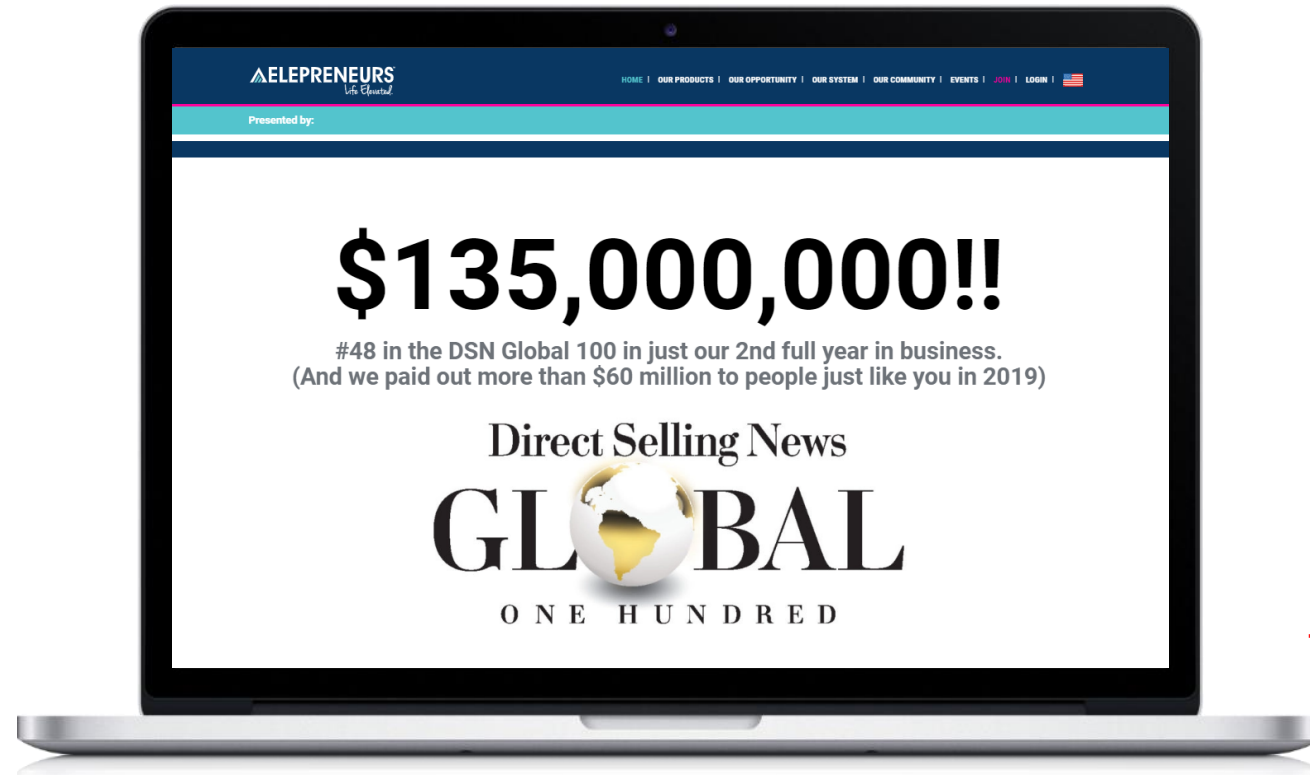 ELEPRENEURS
Life Elevated
HOME | OUR PRODUCTS | OUR OPPORTUNITY | OUR SYSTEM | OUR COMMUNITY | EVENTS | JOIN | LOGIN |
Presented by:
$135,000,000!!
#48 in the DSN Global 100 in just our 2nd full year in business.
(And we paid out more than $60 million to people just like you in 2019)
Direct Selling News
GLOBAL
ONE HUNDRED